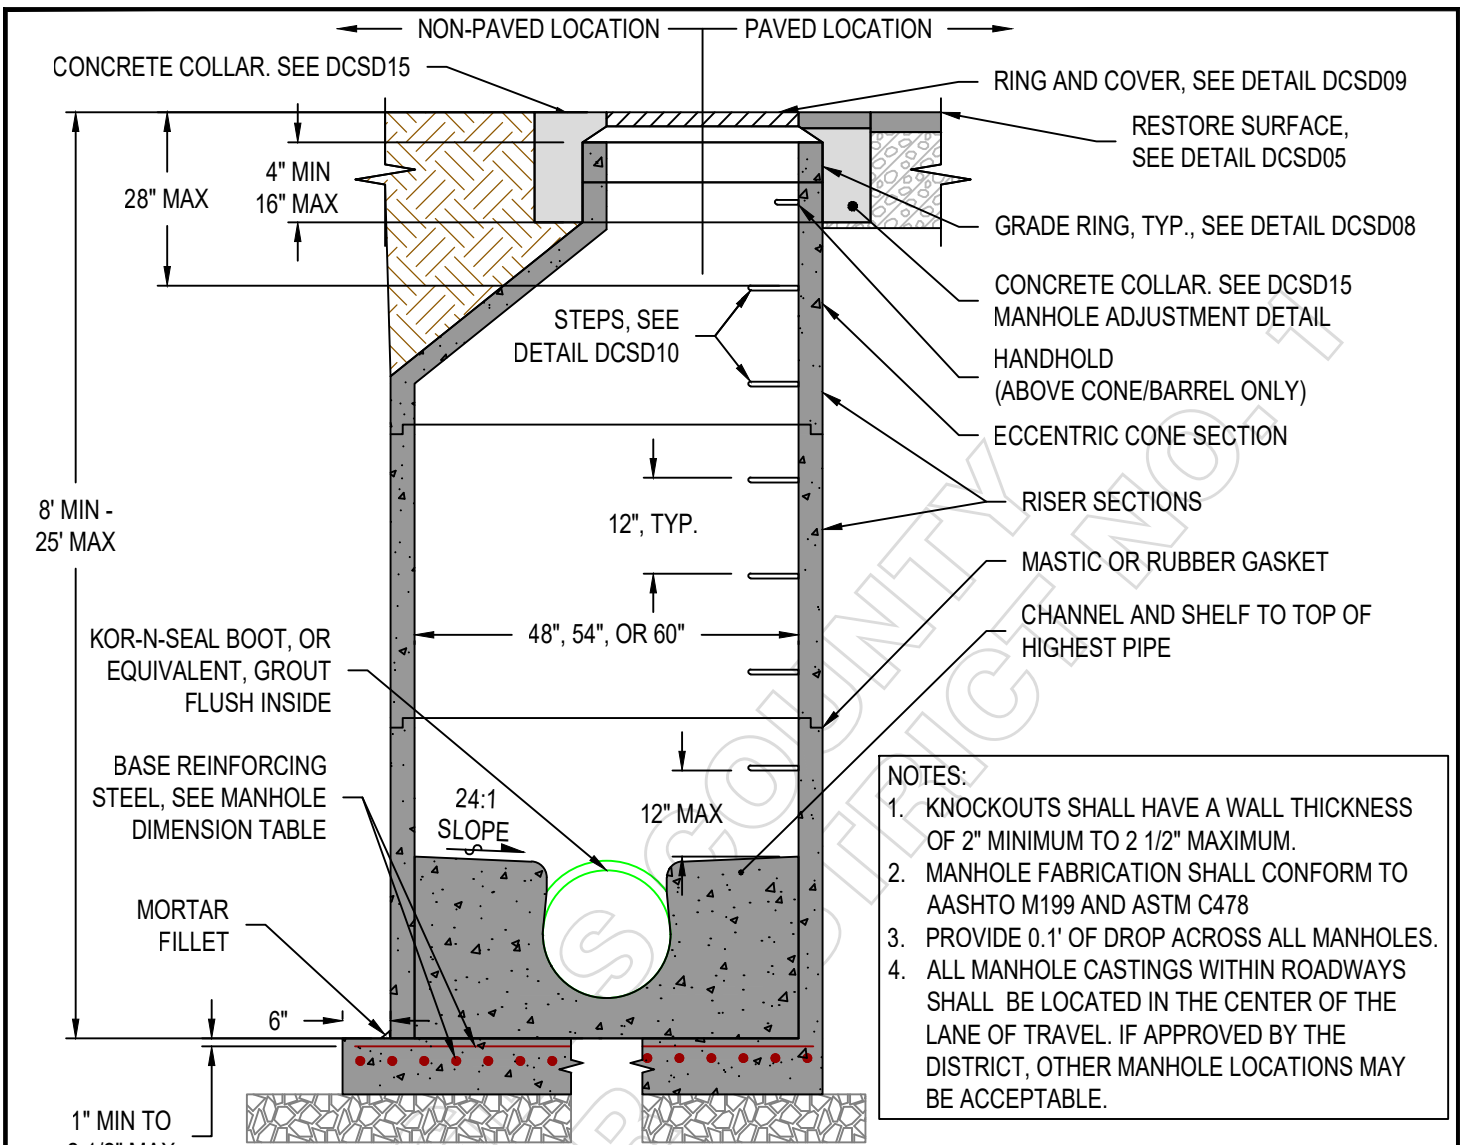 NON-PAVED LOCATION
PAVED LOCATION
CONCRETE COLLAR. SEE DCSD15
RING AND COVER, SEE DETAIL DCSD09
RESTORE SURFACE,
SEE DETAIL DCSD05
4" MIN
16" MAX
28" MAX
GRADE RING, TYP., SEE DETAIL DCSD08
CONCRETE COLLAR. SEE DCSD15
MANHOLE ADJUSTMENT DETAIL
STEPS, SEE
DETAIL DCSD10
HANDHOLD
(ABOVE CONE/BARREL ONLY)
ECCENTRIC CONE SECTION
8' MIN -
25' MAX
12", TYP.
RISER SECTIONS
MASTIC OR RUBBER GASKET
KOR-N-SEAL BOOT, OR
EQUIVALENT, GROUT
FLUSH INSIDE
48", 54", OR 60"
CHANNEL AND SHELF TO TOP OF
HIGHEST PIPE
BASE REINFORCING
STEEL, SEE MANHOLE
DIMENSION TABLE
24:1
SLOPE
12" MAX
MORTAR
FILLET
6"
1" MIN TO
NOTES:
1. KNOCKOUTS SHALL HAVE A WALL THICKNESS
OF 2" MINIMUM TO 2 1/2" MAXIMUM.
2. MANHOLE FABRICATION SHALL CONFORM TO
AASHTO M199 AND ASTM C478
3. PROVIDE 0.1' OF DROP ACROSS ALL MANHOLES.
4. ALL MANHOLE CASTINGS WITHIN ROADWAYS
SHALL BE LOCATED IN THE CENTER OF THE
LANE OF TRAVEL. IF APPROVED BY THE
DISTRICT, OTHER MANHOLE LOCATIONS MAY
BE ACCEPTABLE.
S COUNTY
STRICT NO. 1